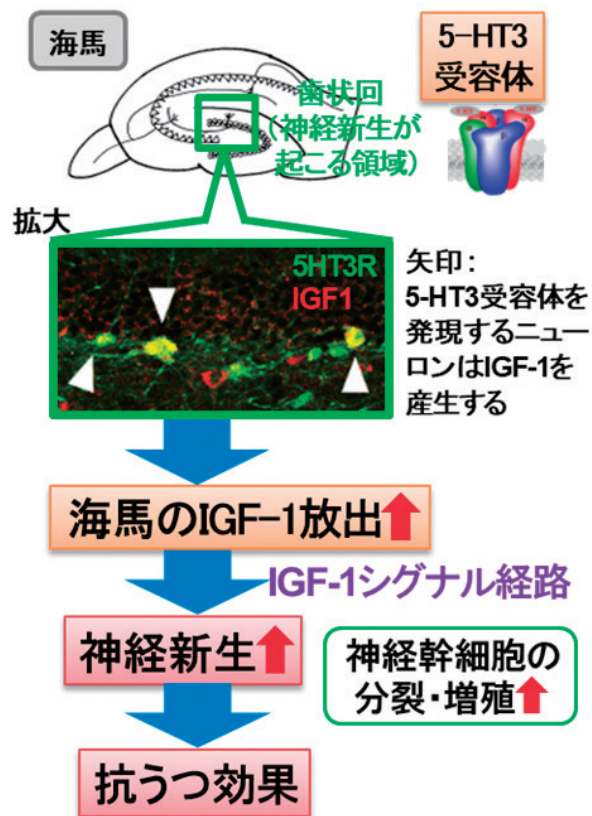 海馬
5-HT3
受容体
歯状回
(神経新生が
起こる領域)
拡大
5HT3R
IGF1
矢印：
5-HT3受容体を
発現するニュー
ロンはIGF-1を
産生する
海馬のIGF-1放出
IGF-1シグナル経路
神経新生
神経幹細胞の
分裂・増殖
抗うつ効果